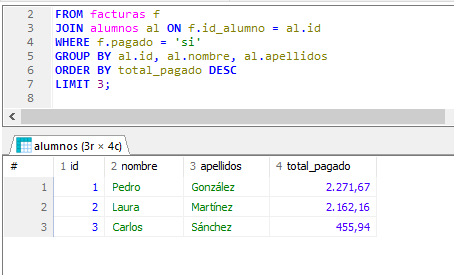 2 FROM facturas f
3 JOIN alumnos al ON f.id_alumno = al.id
4 WHERE f.pagado = 'si'
5 GROUP BY al.id, al.nombre, al.apellidos
6 ORDER BY total_pagado DESC
7 LIMIT 3;
8
alumnos (3r × 4c)
# 1 id 2 nombre 3 apellidos 4 total_pagado
1 1 Pedro González 2.271,67
2 2 Laura Martínez 2.162,16
3 3 Carlos Sánchez 455,94